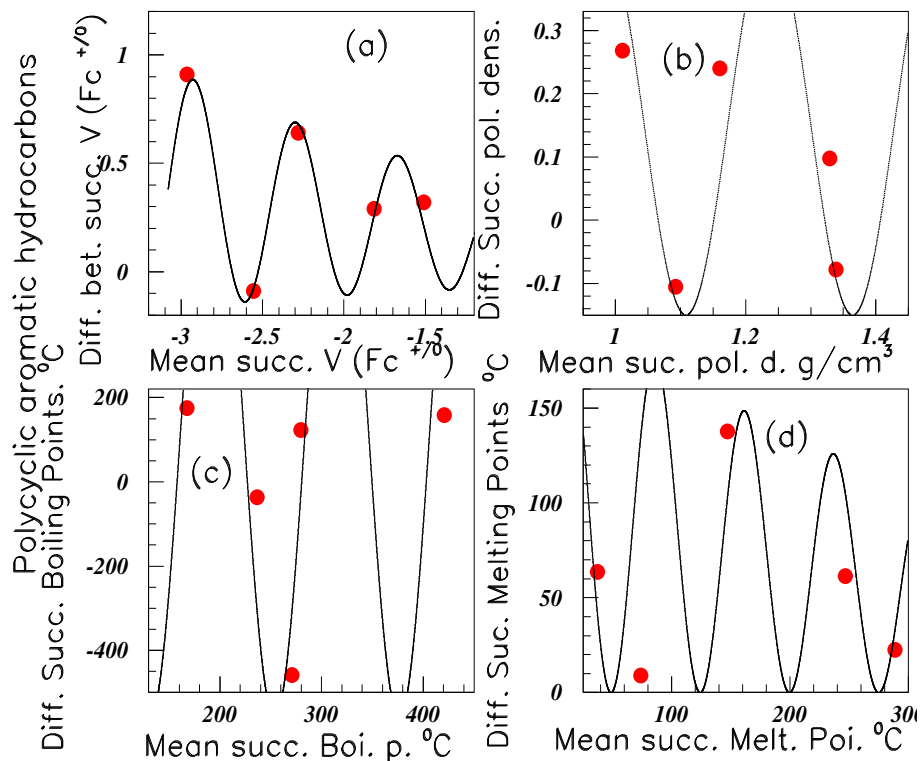 Polycyclic aromatic hydrocarbons
Diff. bet. succ. V (Fc +/0)
1
0.5
0
(a)
-3
-2.5
-2
-1.5
Mean succ. V (Fc +/0)
Diff. Succ. pol. dens.
0.3
0.2
0.1
0
-0.1
(b)
1
1.2
1.4
Mean suc. pol. d. g/cm3
Diff. Succ. Boiling Points. °C
200
0
-200
-400
(c)
200
300
400
Mean succ. Boi. p. °C
Diff. Suc. Melting Points °C
150
100
50
0
(d)
100
200
300
Mean succ. Melt. Poi. °C